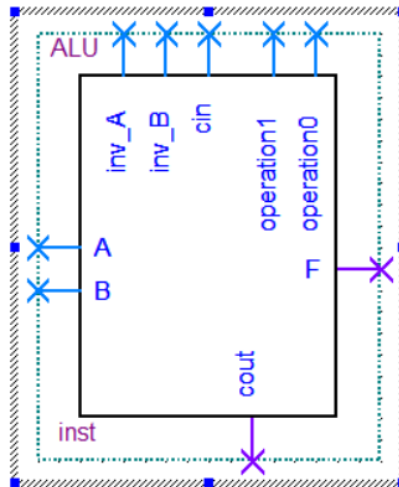 ALU
inv_A
inv_B
cin
operation1
operation0
A
B
F
cout
inst